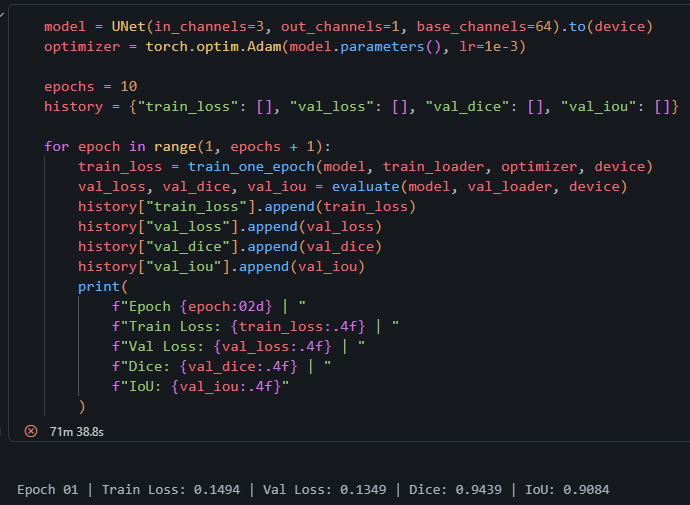 model = UNet(in_channels=3, out_channels=1, base_channels=64).to(device)
optimizer = torch.optim.Adam(model.parameters(), lr=1e-3)
epochs = 10
history = {"train_loss": [], "val_loss": [], "val_dice": [], "val_iou": []}
for epoch in range(1, epochs + 1):
    train_loss = train_one_epoch(model, train_loader, optimizer, device)
    val_loss, val_dice, val_iou = evaluate(model, val_loader, device)
    history["train_loss"].append(train_loss)
    history["val_loss"].append(val_loss)
    history["val_dice"].append(val_dice)
    history["val_iou"].append(val_iou)
    print(
        f"Epoch {epoch:02d} | "
        f"Train Loss: {train_loss:.4f} | "
        f"Val Loss: {val_loss:.4f} | "
        f"Dice: {val_dice:.4f} | "
        f"IoU: {val_iou:.4f}"
    )
71m 38.8s
Epoch 01 | Train Loss: 0.1494 | Val Loss: 0.1349 | Dice: 0.9439 | IoU: 0.9084